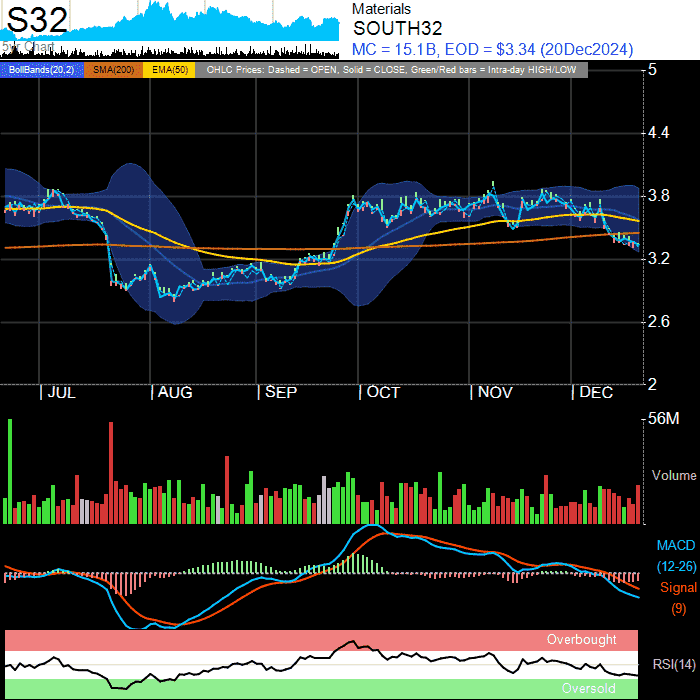 S32
5yr Chart
Materials
SOUTH32
MC = 15.1B, EOD = $3.34 (20Dec2024)
BollBands(20,2) SMA(200) EMA(50) OHLC Prices: Dashed = OPEN, Solid = CLOSE, Green/Red bars = Intra-day HIGH/LOW
5
4.4
3.8
3.2
2.6
2
JUL AUG SEP OCT NOV DEC
56M
Volume
MACD
(12-26)
Signal
(9)
Overbought
RSI(14)
Oversold